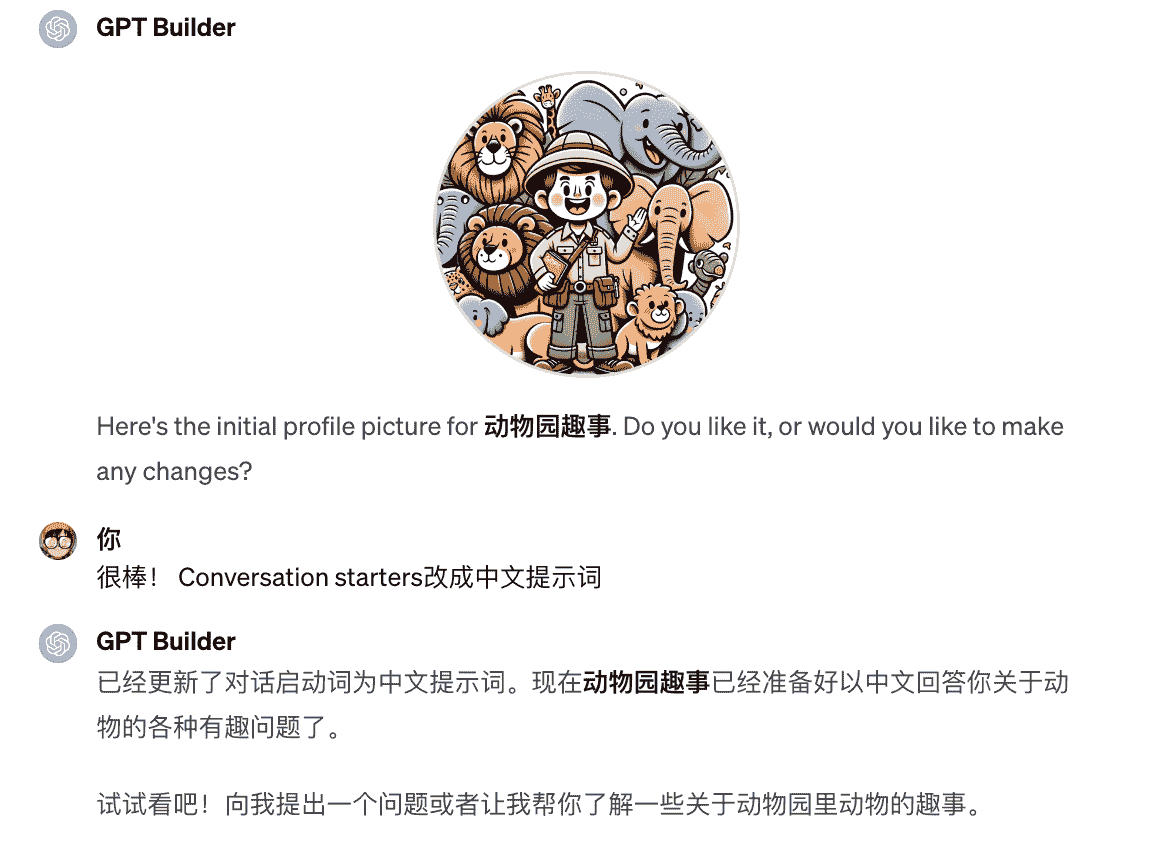 GPT Builder
Here's the initial profile picture for 动物园趣事. Do you like it, or would you like to make
any changes?
你
很棒！ Conversation starters改成中文提示词
GPT Builder
已经更新了对话启动词为中文提示词。现在动物园趣事已经准备好以中文回答你关于动
物的各种有趣问题了。
试试看吧！向我提出一个问题或者让我帮你了解一些关于动物园里动物的趣事。